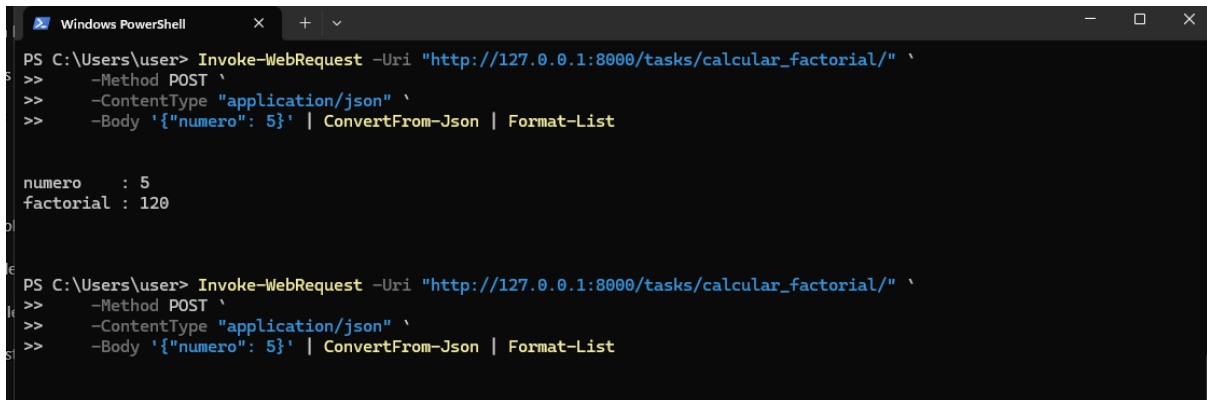 Windows PowerShell
PS C:\Users\user> Invoke-WebRequest -Uri "http://127.0.0.1:8000/tasks/calcular_factorial/" `
>>     -Method POST `
>>     -ContentType "application/json" `
>>     -Body '{"numero": 5}' | ConvertFrom-Json | Format-List
numero    : 5
factorial : 120
PS C:\Users\user> Invoke-WebRequest -Uri "http://127.0.0.1:8000/tasks/calcular_factorial/" `
>>     -Method POST `
>>     -ContentType "application/json" `
>>     -Body '{"numero": 5}' | ConvertFrom-Json | Format-List